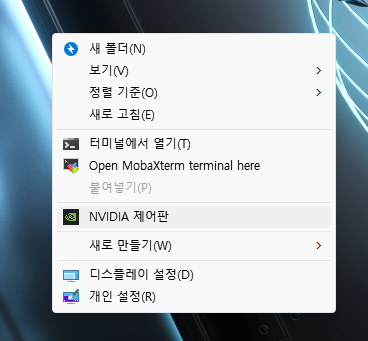 새 폴더(N)
보기(V)
정렬 기준(O)
새로 고침(E)
터미널에서 열기(T)
Open MobaXterm terminal here
붙여넣기(P)
NVIDIA 제어판
새로 만들기(W)
디스플레이 설정(D)
개인 설정(R)